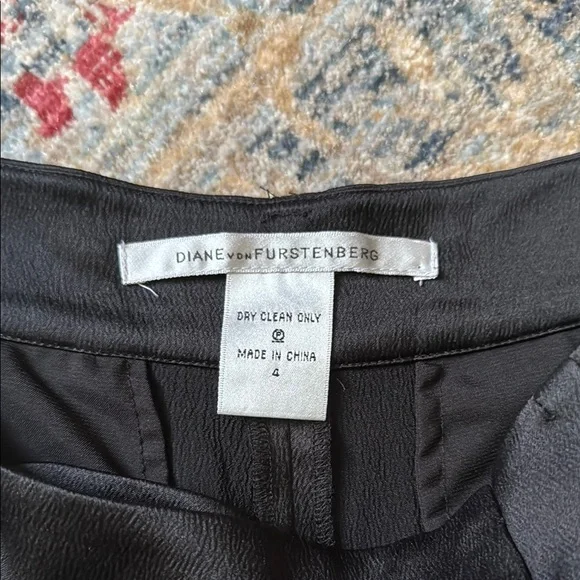 DIANE VON FURSTENBERG
DRY CLEAN ONLY
Ⓟ
MADE IN CHINA
4